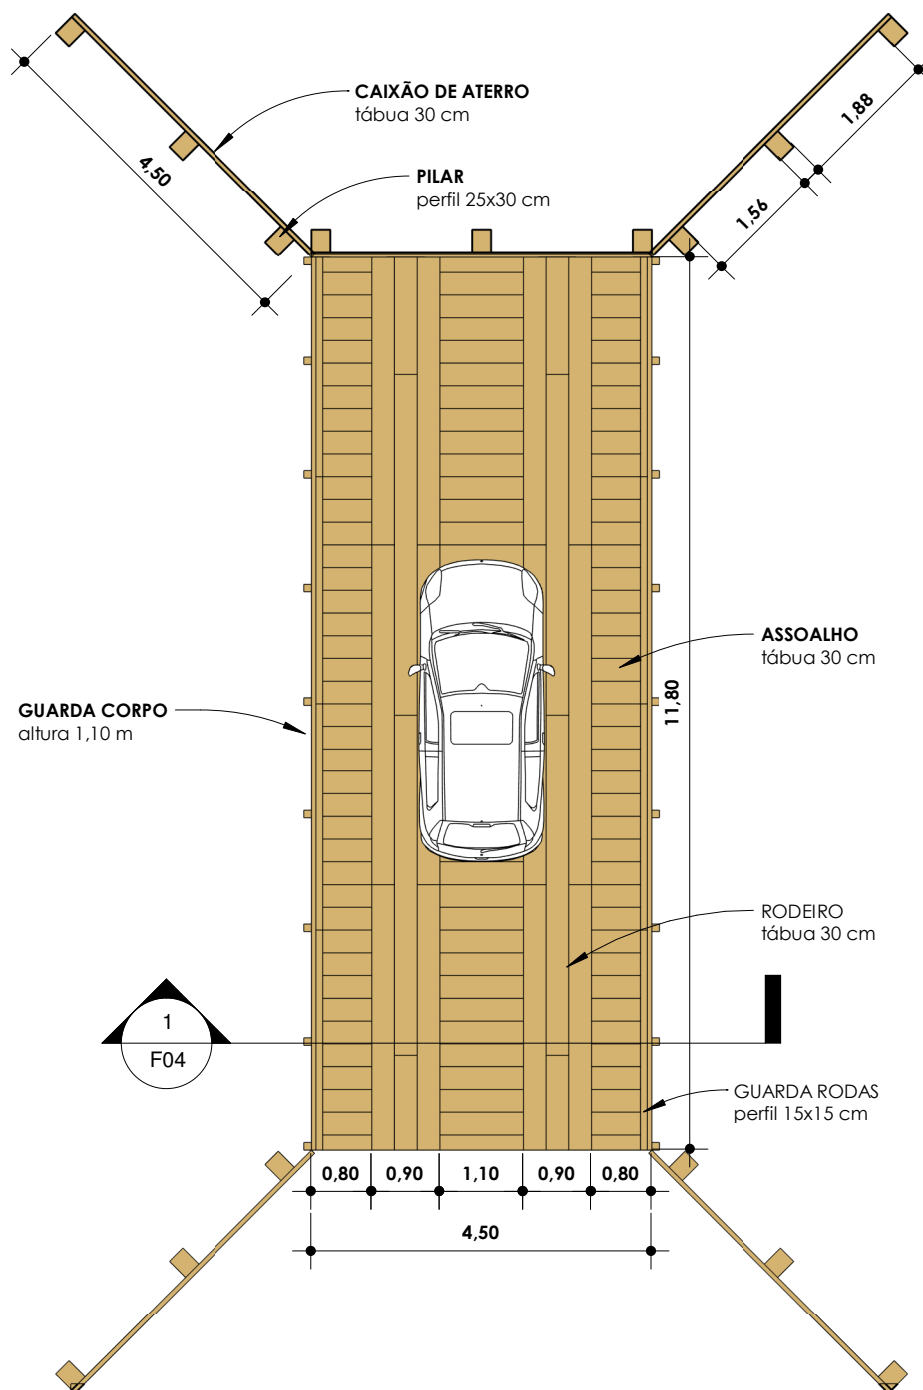 CAIXÃO DE ATERRO
tábua 30 cm
1,88
4,50
PILAR
perfil 25x30 cm
1,56
ASSOALHO
tábua 30 cm
11,80
GUARDA CORPO
altura 1,10 m
RODEIRO
tábua 30 cm
1
F04
GUARDA RODAS
perfil 15x15 cm
0,80 0,90 1,10 0,90 0,80
4,50